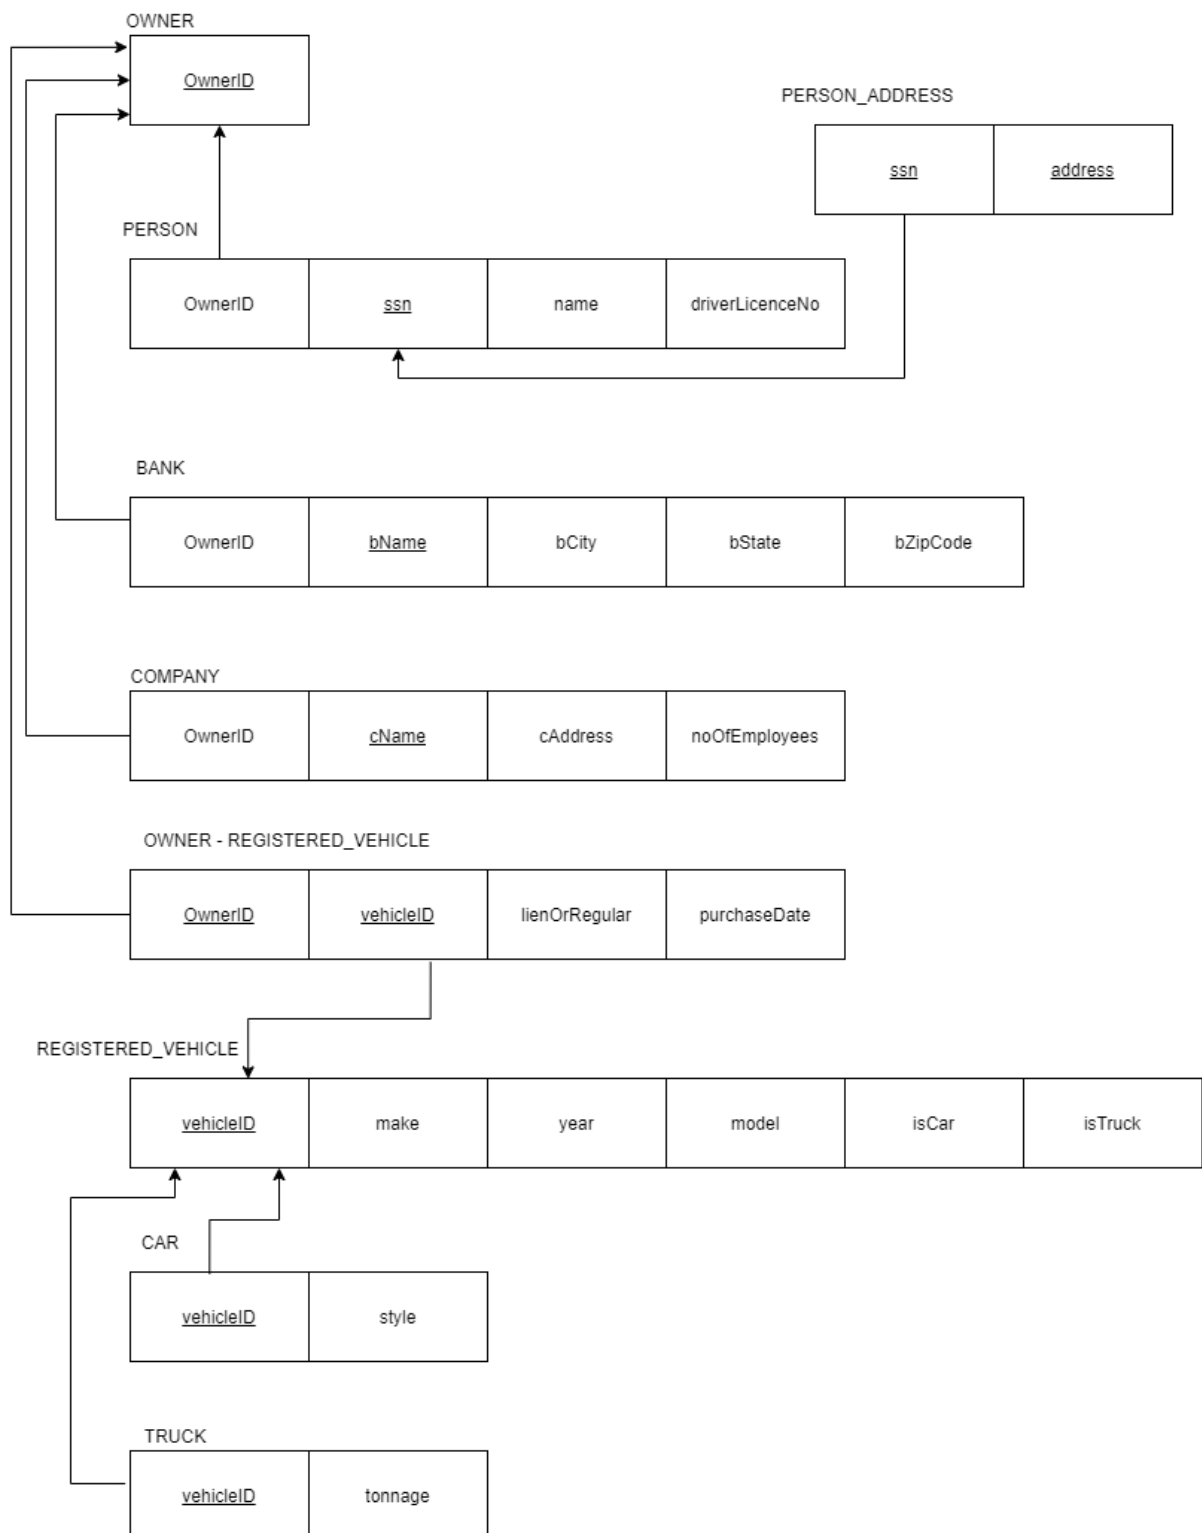 OWNER
OwnerID
PERSON_ADDRESS
ssn address
PERSON
OwnerID ssn name driverLicenceNo
BANK
OwnerID bName bCity bState bZipCode
COMPANY
OwnerID cName cAddress noOfEmployees
OWNER - REGISTERED_VEHICLE
OwnerID vehicleID lienOrRegular purchaseDate
REGISTERED_VEHICLE
vehicleID make year model isCar isTruck
CAR
vehicleID style
TRUCK
vehicleID tonnage